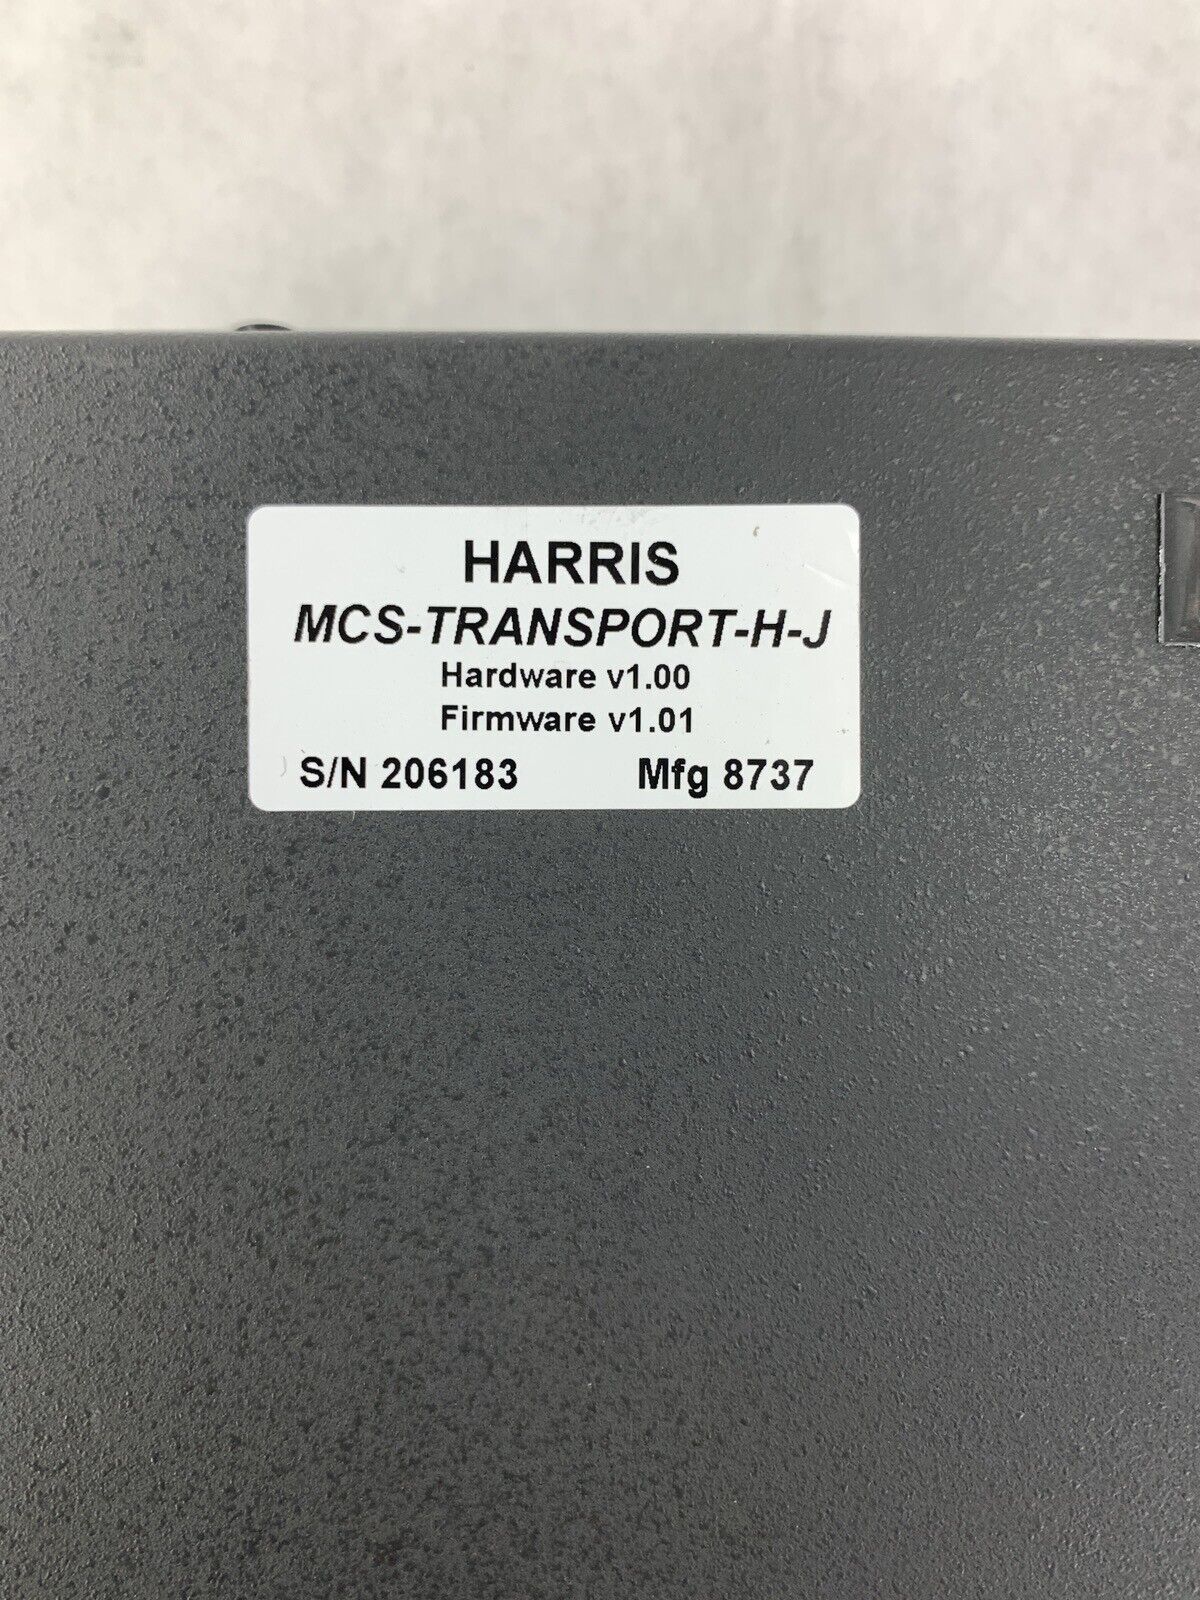 HARRIS
MCS-TRANSPORT-H-J
Hardware v1.00
Firmware v1.01
S/N 206183 Mfg 8737